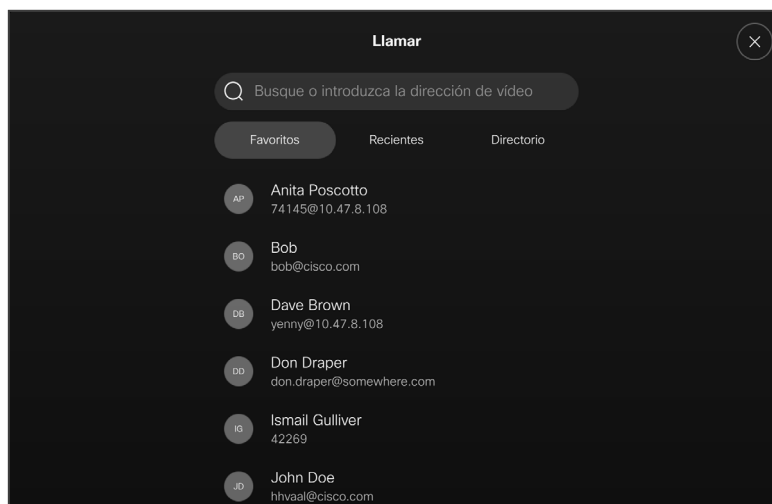 Llamar
Busque o introduzca la dirección de vídeo
Favoritos Recientes Directorio
AP Anita Poscotto
74145@10.47.8.108
BO Bob
bob@cisco.com
DB Dave Brown
yenny@10.47.8.108
DD Don Draper
don.draper@somewhere.com
IG Ismail Gulliver
42269
JD John Doe
hhvaal@cisco.com